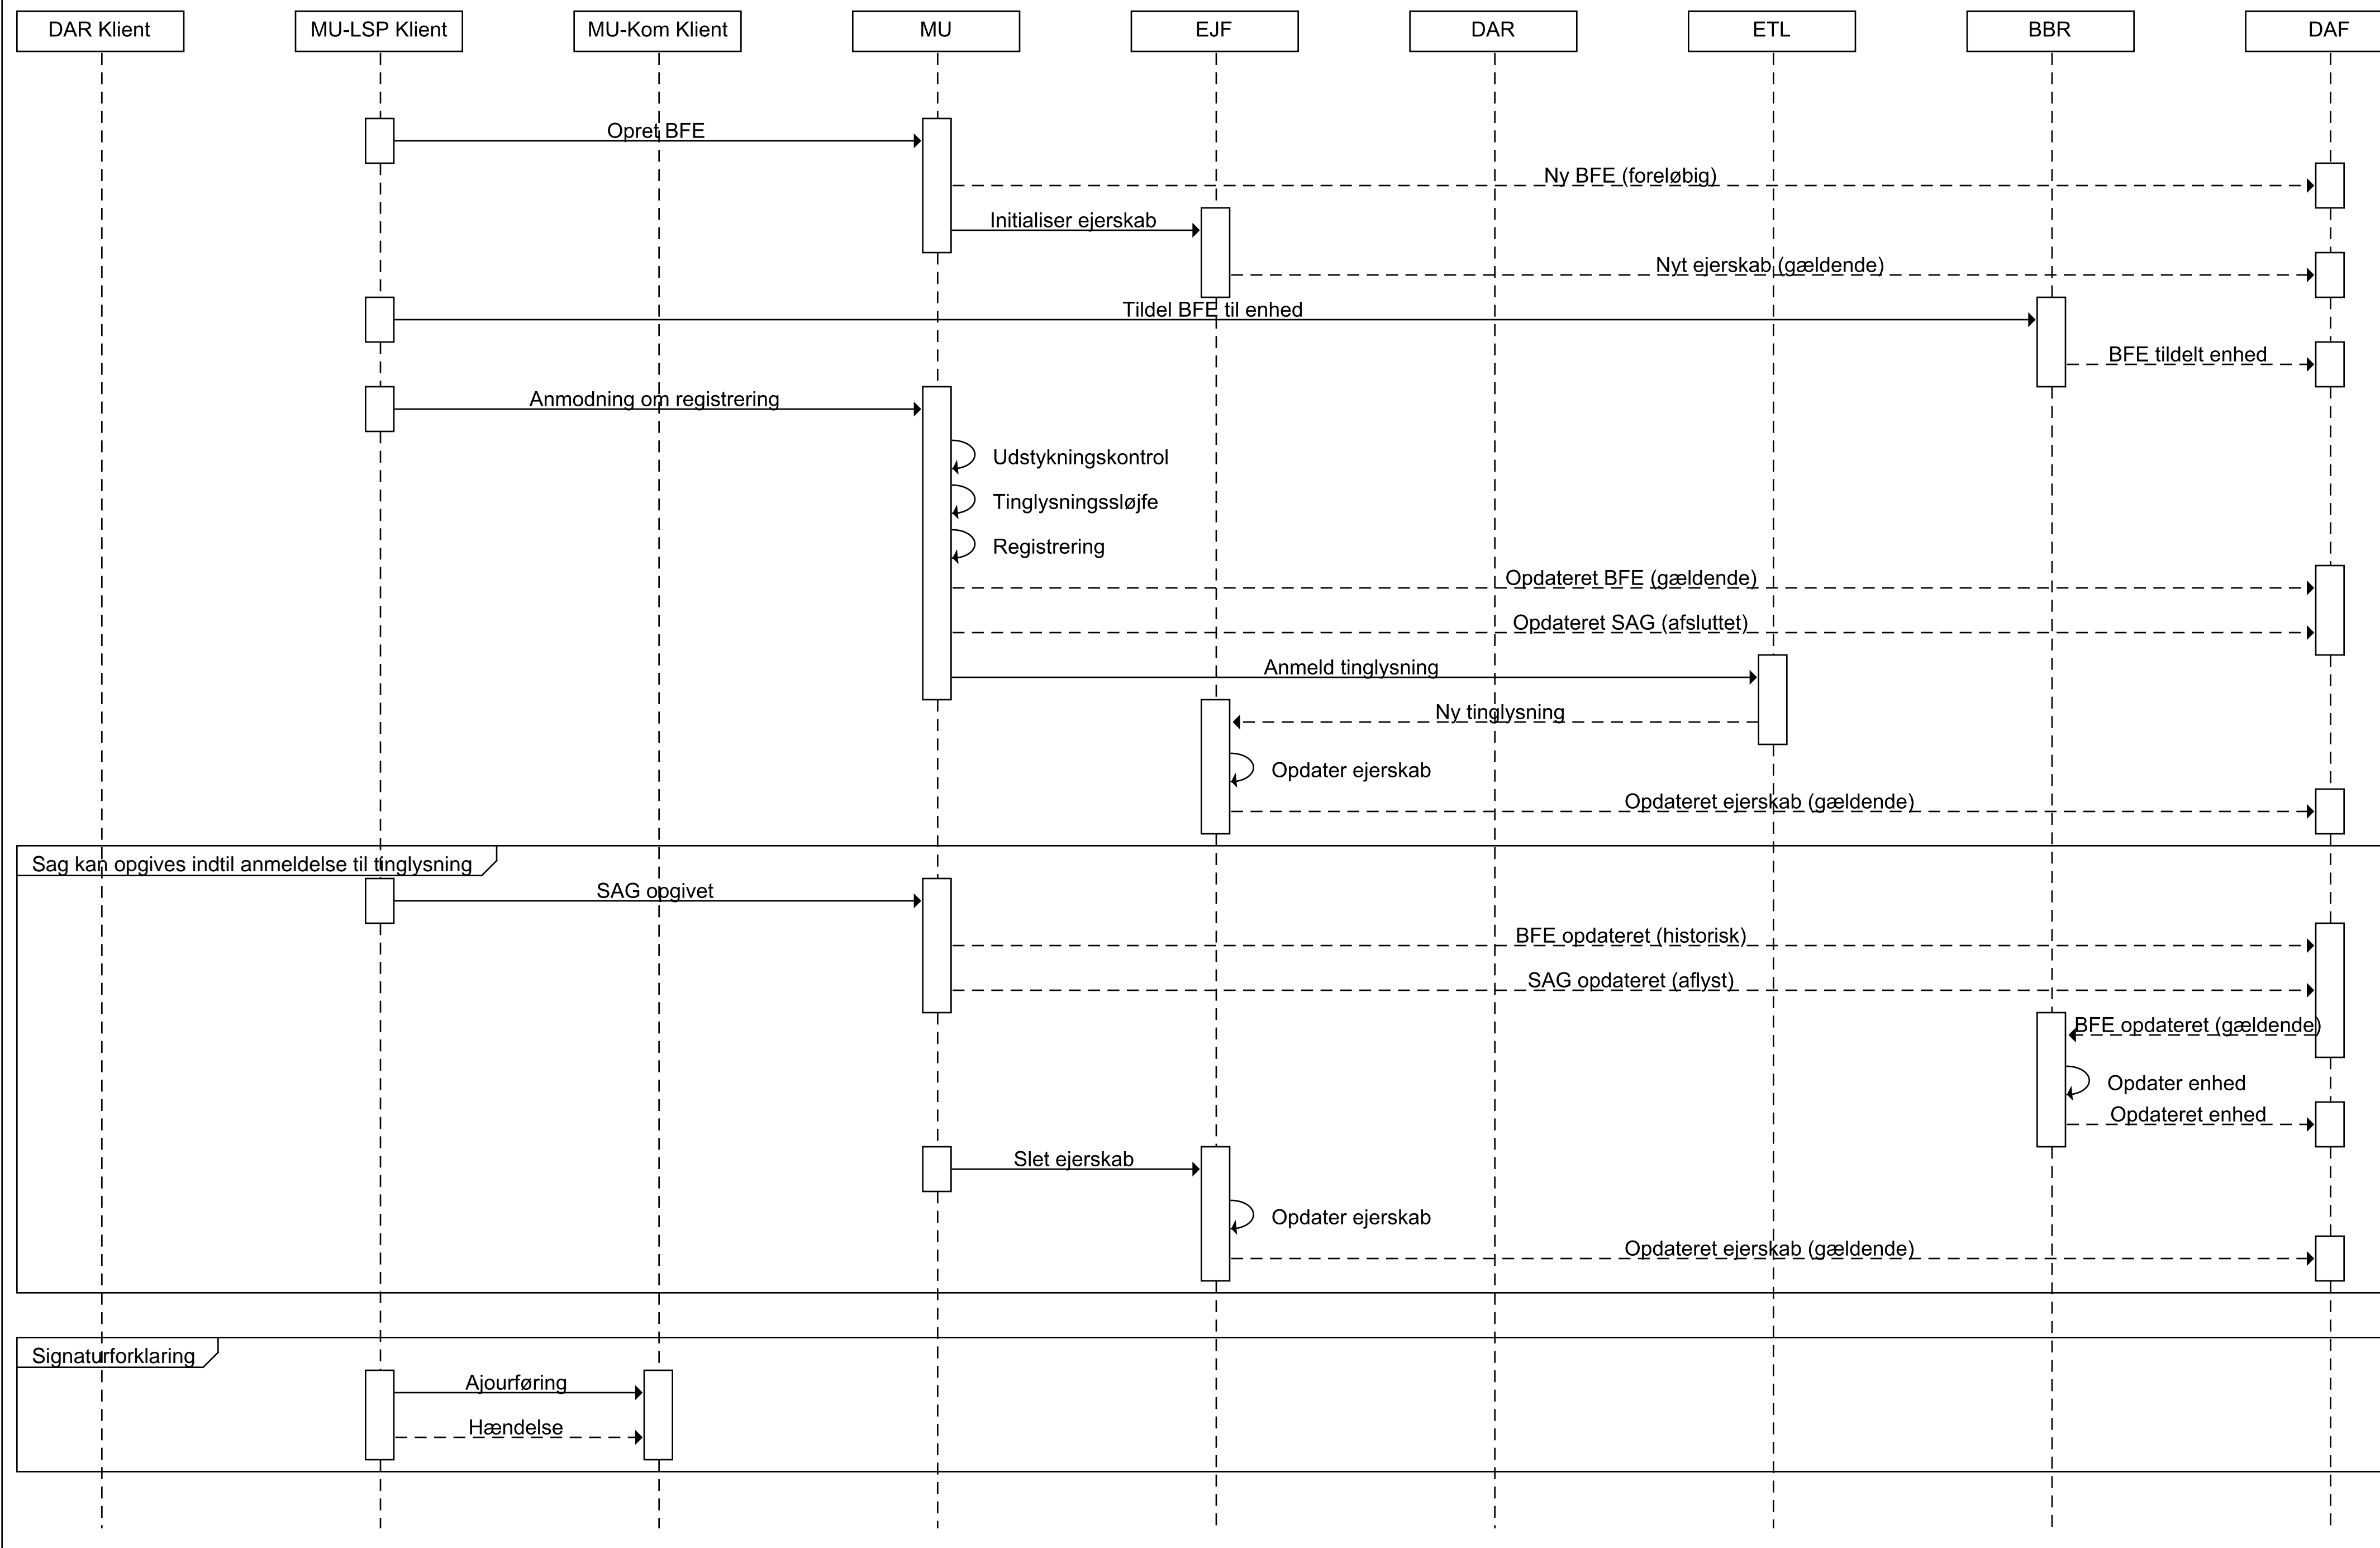 DAR Klient
MU-LSP Klient
MU-Kom Klient
MU
EJF
DAR
ETL
BBR
DAF
Opret BFE
Ny BFE (foreløbig)
Initialiser ejerskab
Nyt ejerskab (gældende)
Tildel BFE til enhed
BFE tildelt enhed
Anmodning om registrering
Udstykningskontrol
Tinglysningssløjfe
Registrering
Opdateret BFE (gældende)
Opdateret SAG (afsluttet)
Anmeld tinglysning
Ny tinglysning
Opdater ejerskab
Opdateret ejerskab (gældende)
Sag kan opgives indtil anmeldelse til tinglysning
SAG opgivet
BFE opdateret (historisk)
SAG opdateret (aflyst)
BFE opdateret (gældende)
Opdater enhed
Opdateret enhed
Slet ejerskab
Opdater ejerskab
Opdateret ejerskab (gældende)
Signaturforklaring
Ajourføring
Hændelse